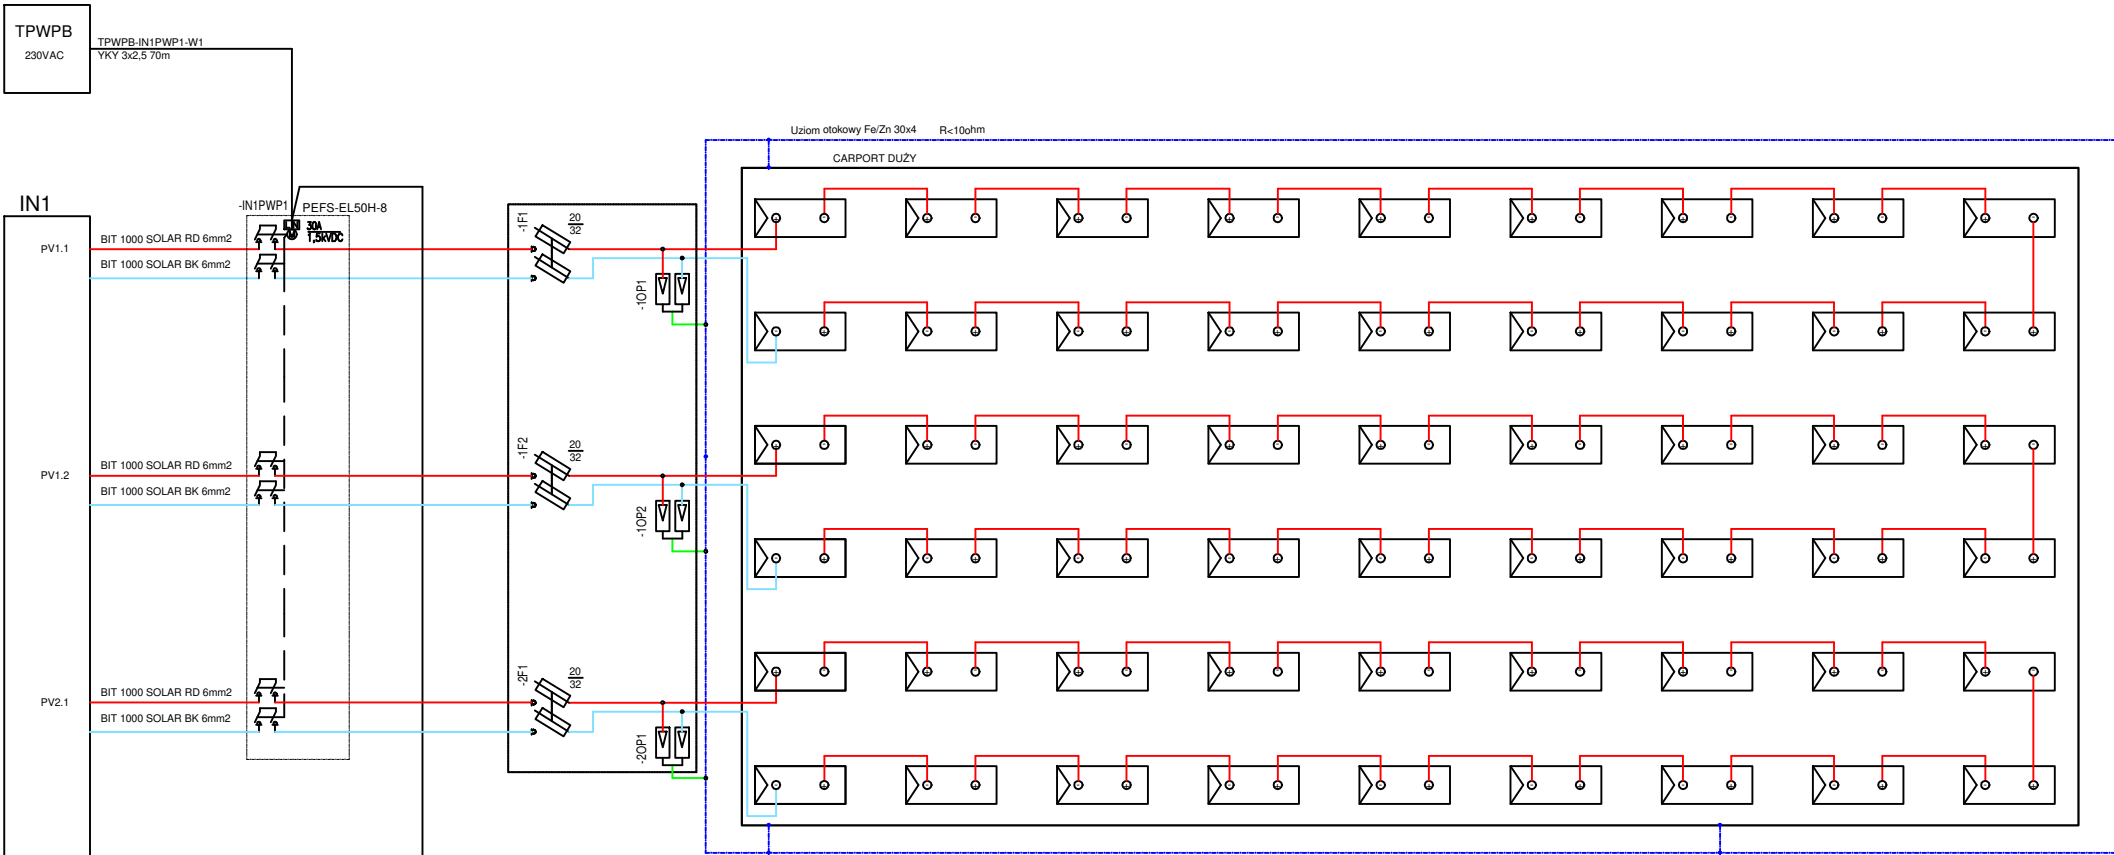 TPWPB
230VAC
TPWPB-IN1PWP1-W1
YKY 3x2,5 70m
Uziom otokowy Fe/Zn 30x4 R<10ohm
CARPORT DUŻY
IN1
-IN1PWP1
PEFS-EL50H-8
30A
1,5kVDC
PV1.1
BIT 1000 SOLAR RD 6mm2
BIT 1000 SOLAR BK 6mm2
-1F1
20
32
-1OP1
PV1.2
BIT 1000 SOLAR RD 6mm2
BIT 1000 SOLAR BK 6mm2
-1F2
20
32
-1OP2
PV2.1
BIT 1000 SOLAR RD 6mm2
BIT 1000 SOLAR BK 6mm2
-2F1
20
32
-2OP1